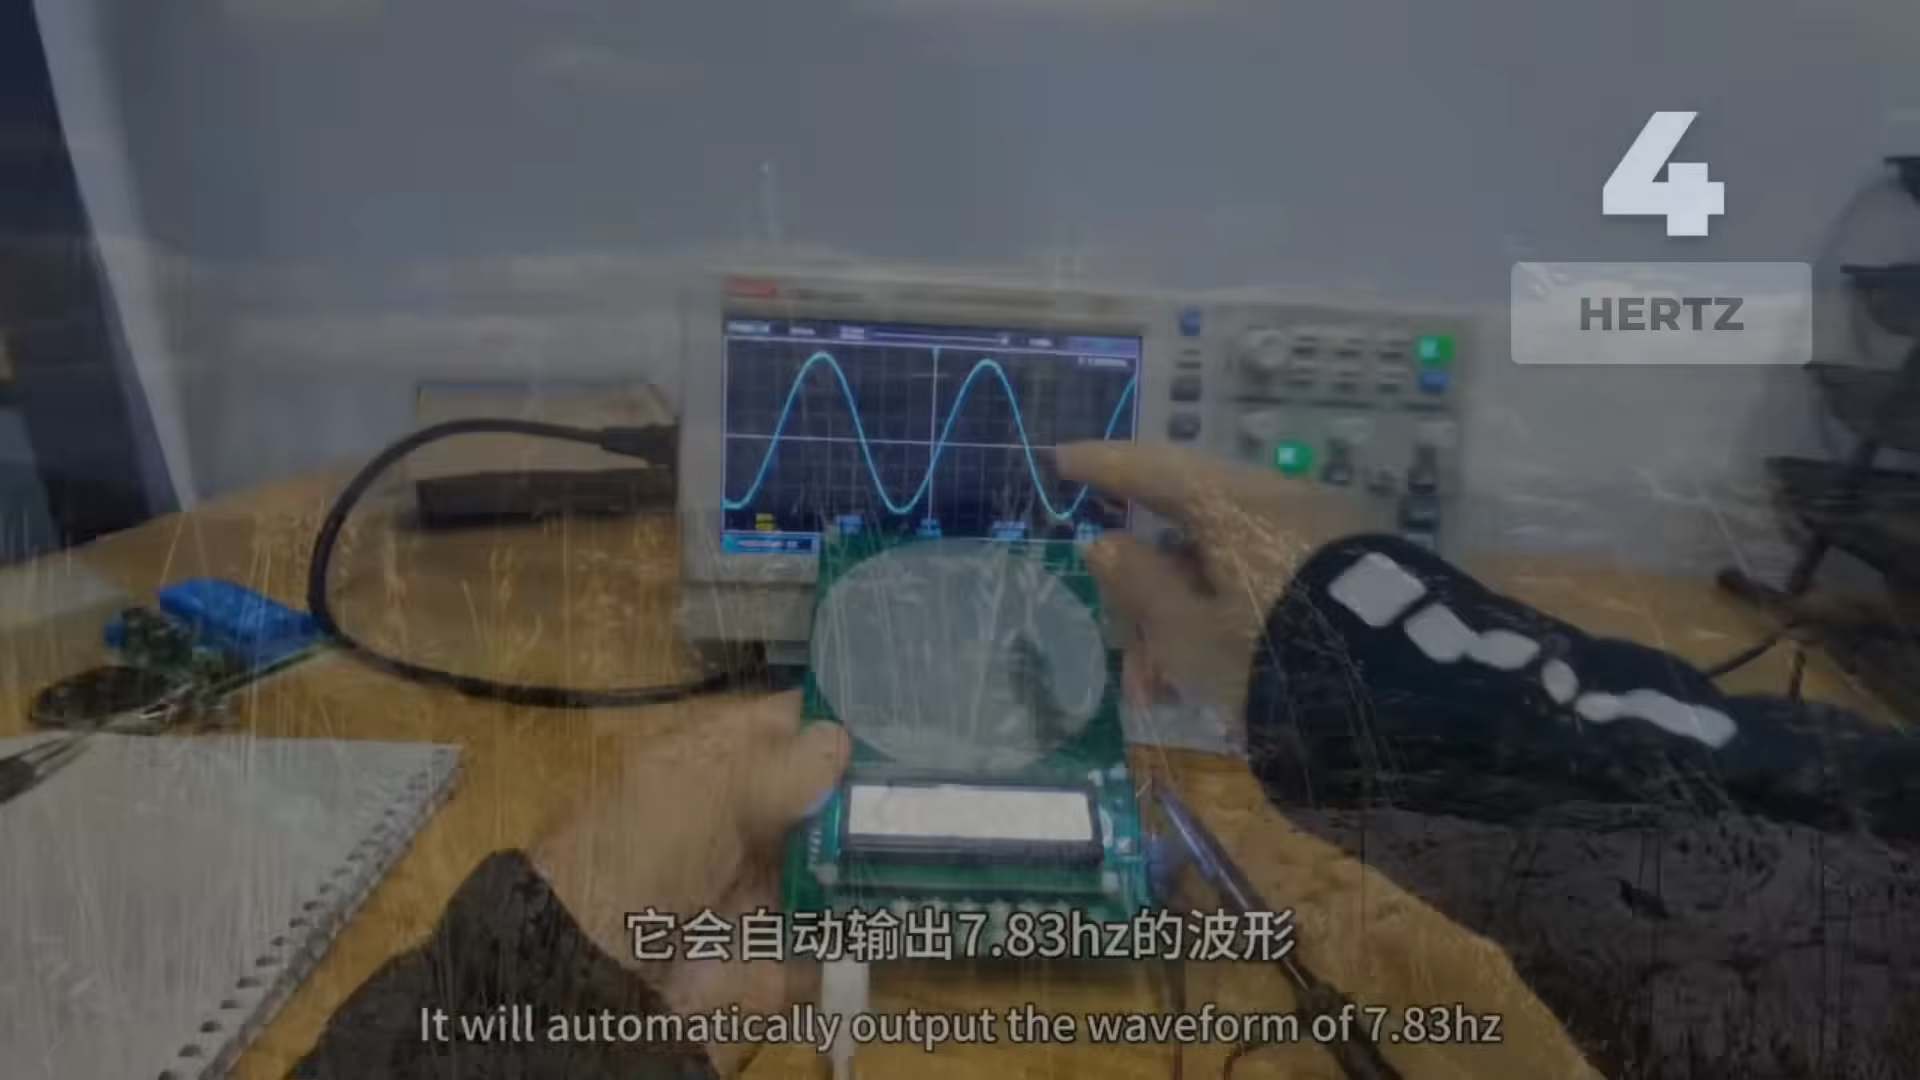 4
HERTZ
它会自动输出7.83hz的波形
It will automatically output the waveform of 7.83hz